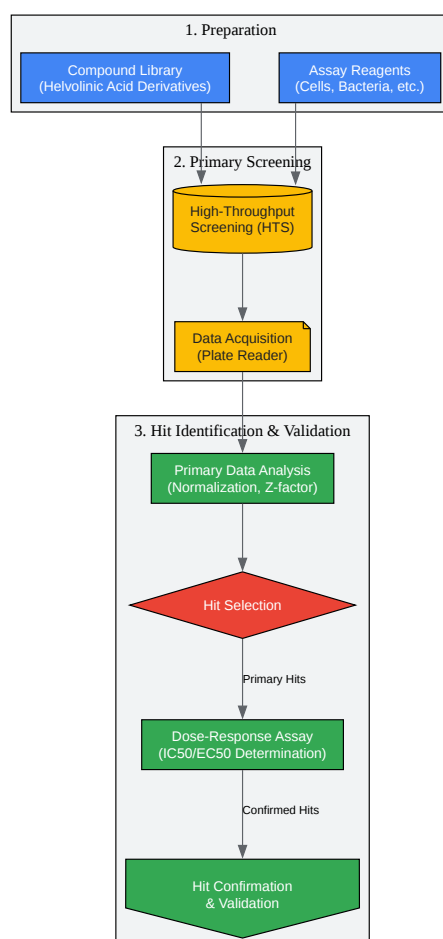 1. Preparation
Compound Library
(Helvolinic Acid Derivatives)
Assay Reagents
(Cells, Bacteria, etc.)
2. Primary Screening
High-Throughput
Screening (HTS)
Data Acquisition
(Plate Reader)
3. Hit Identification & Validation
Primary Data Analysis
(Normalization, Z-factor)
Hit Selection
Primary Hits
Dose-Response Assay
(IC50/EC50 Determination)
Confirmed Hits
Hit Confirmation
& Validation